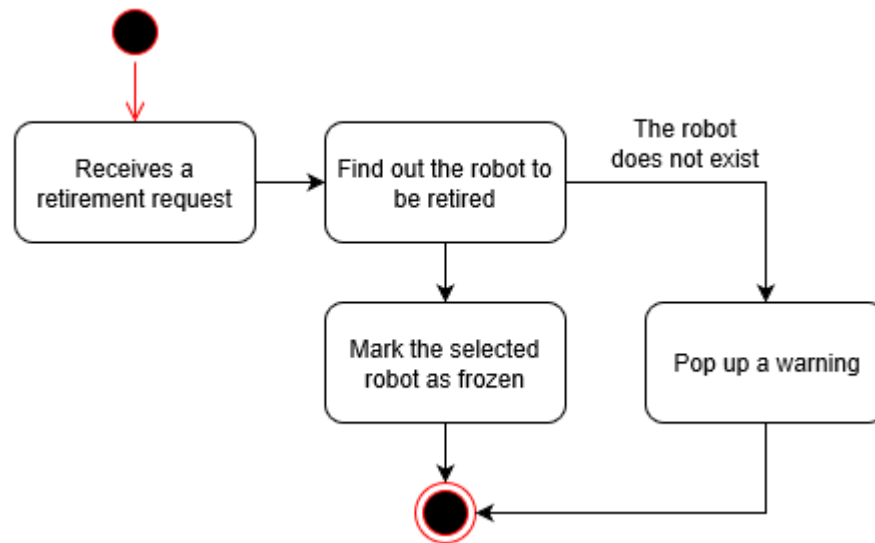 Receives a
retirement request
Find out the robot to
be retired
The robot
does not exist
Mark the selected
robot as frozen
Pop up a warning